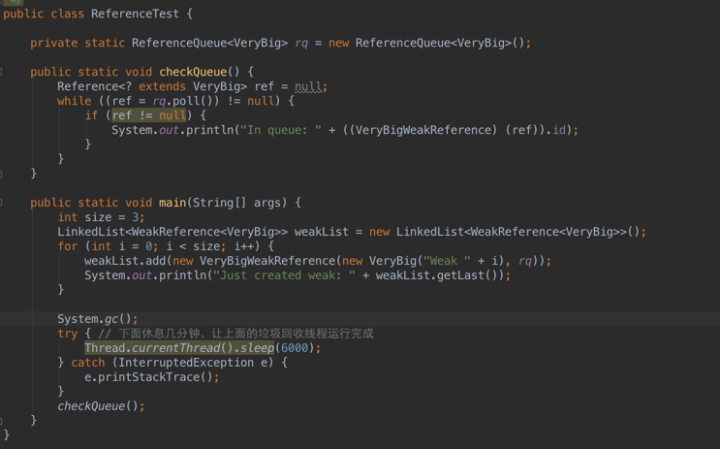 public class ReferenceTest {
private static ReferenceQueue<VeryBig> rq = new ReferenceQueue<VeryBig>();
public static void checkQueue() {
Reference<? extends VeryBig> ref = null;
while ((ref = rq.poll()) != null) {
if (ref != null) {
System.out.println("In queue: " + ((VeryBigWeakReference) (ref)).id);
}
}
}
public static void main(String[] args) {
int size = 3;
LinkedList<WeakReference<VeryBig>> weakList = new LinkedList<WeakReference<VeryBig>>();
for (int i = 0; i < size; i++) {
weakList.add(new VeryBigWeakReference(new VeryBig("Weak " + i), rq));
System.out.println("Just created weak: " + weakList.getLast());
}
System.gc();
try { // 下面休息几分钟，让上面的垃圾回收线程运行完成
Thread.currentThread().sleep(6000);
} catch (InterruptedException e) {
e.printStackTrace();
}
checkQueue();
}
}